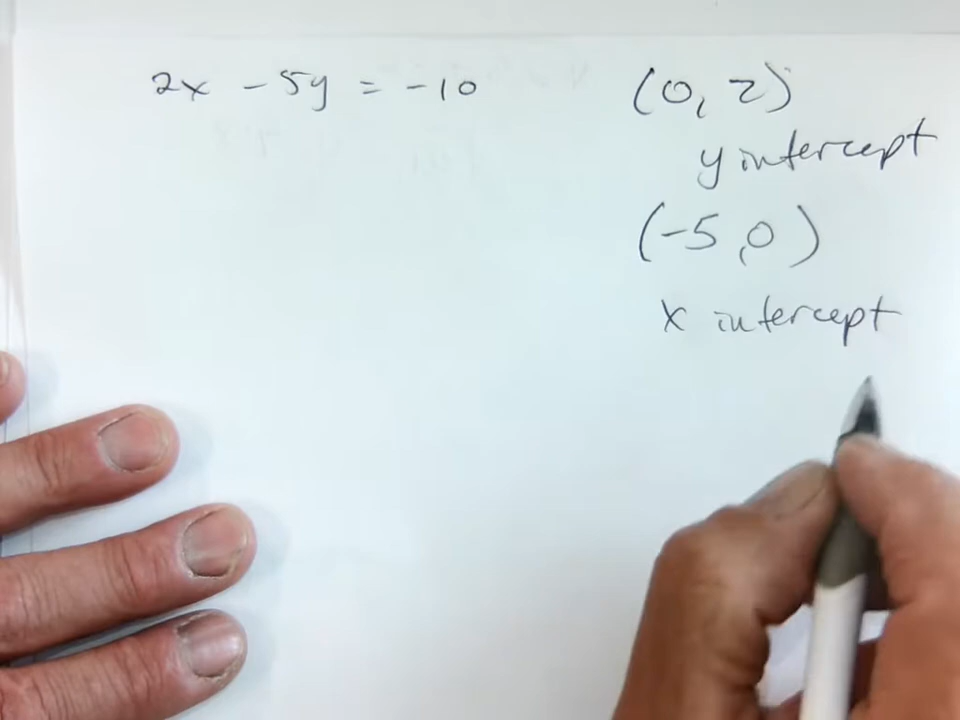 2x - 5y = -10
(0, 2)
y intercept
(-5, 0)
x intercept